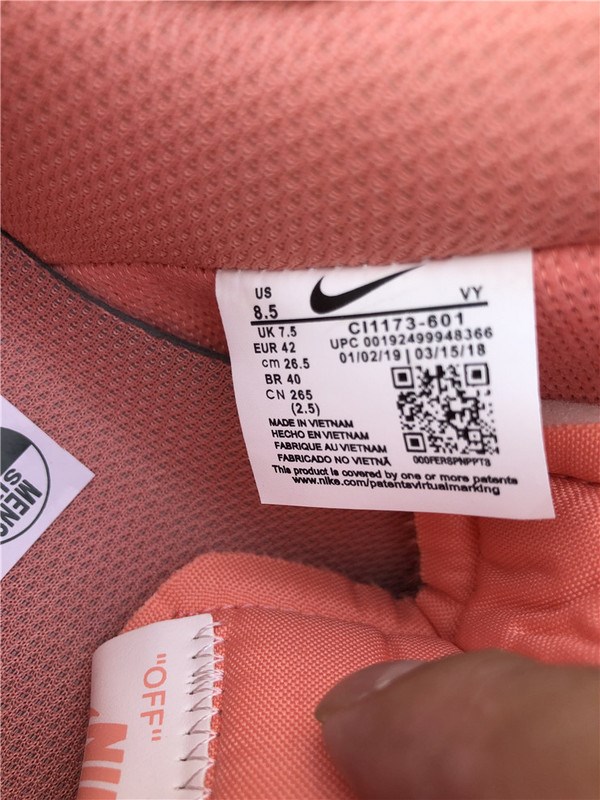 US
8.5
VY
UK 7.5
CI1173-601
EUR 42
UPC 00192499948366
cm 26.5
01/02/19 | 03/15/18
BR 40
CN 265
(2.5)
MADE IN VIETNAM
HECHO EN VIETNAM
FABRIQUE AU VIETNAM
FABRICADO NO VIETNÃ
000FERSPNPPT8
This product is covered by one or more patents
www.nike.com/patentsvirtualmarking
MENS
"OFF"